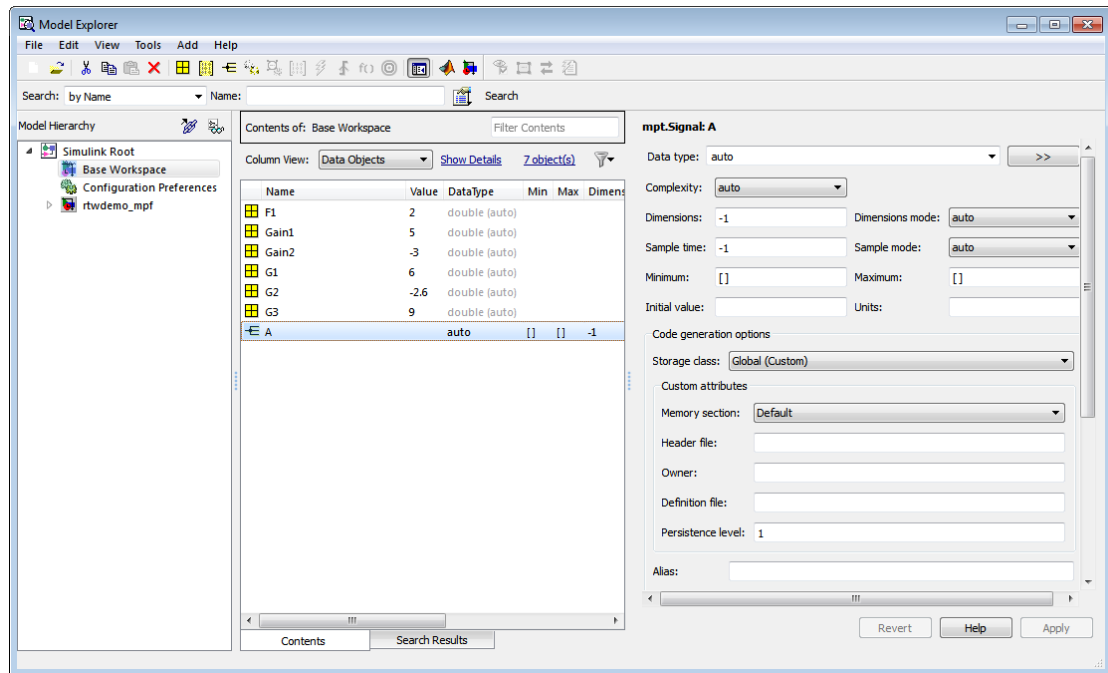 Model Explorer
File Edit View Tools Add Help
Search: by Name Name: Search
Model Hierarchy
Simulink Root
Base Workspace
Configuration Preferences
rtwdemo_mpf
Contents of: Base Workspace Filter Contents
Column View: Data Objects Show Details 7 object(s)
Name Value DataType Min Max Dimens
F1 2 double (auto)
Gain1 5 double (auto)
Gain2 -3 double (auto)
G1 6 double (auto)
G2 -2.6 double (auto)
G3 9 double (auto)
A auto [] [] -1
Contents Search Results
mpt.Signal: A
Data type: auto >>
Complexity: auto
Dimensions: -1 Dimensions mode: auto
Sample time: -1 Sample mode: auto
Minimum: [] Maximum: []
Initial value: Units:
Code generation options
Storage class: Global (Custom)
Custom attributes
Memory section: Default
Header file:
Owner:
Definition file:
Persistence level: 1
Alias:
Revert Help Apply